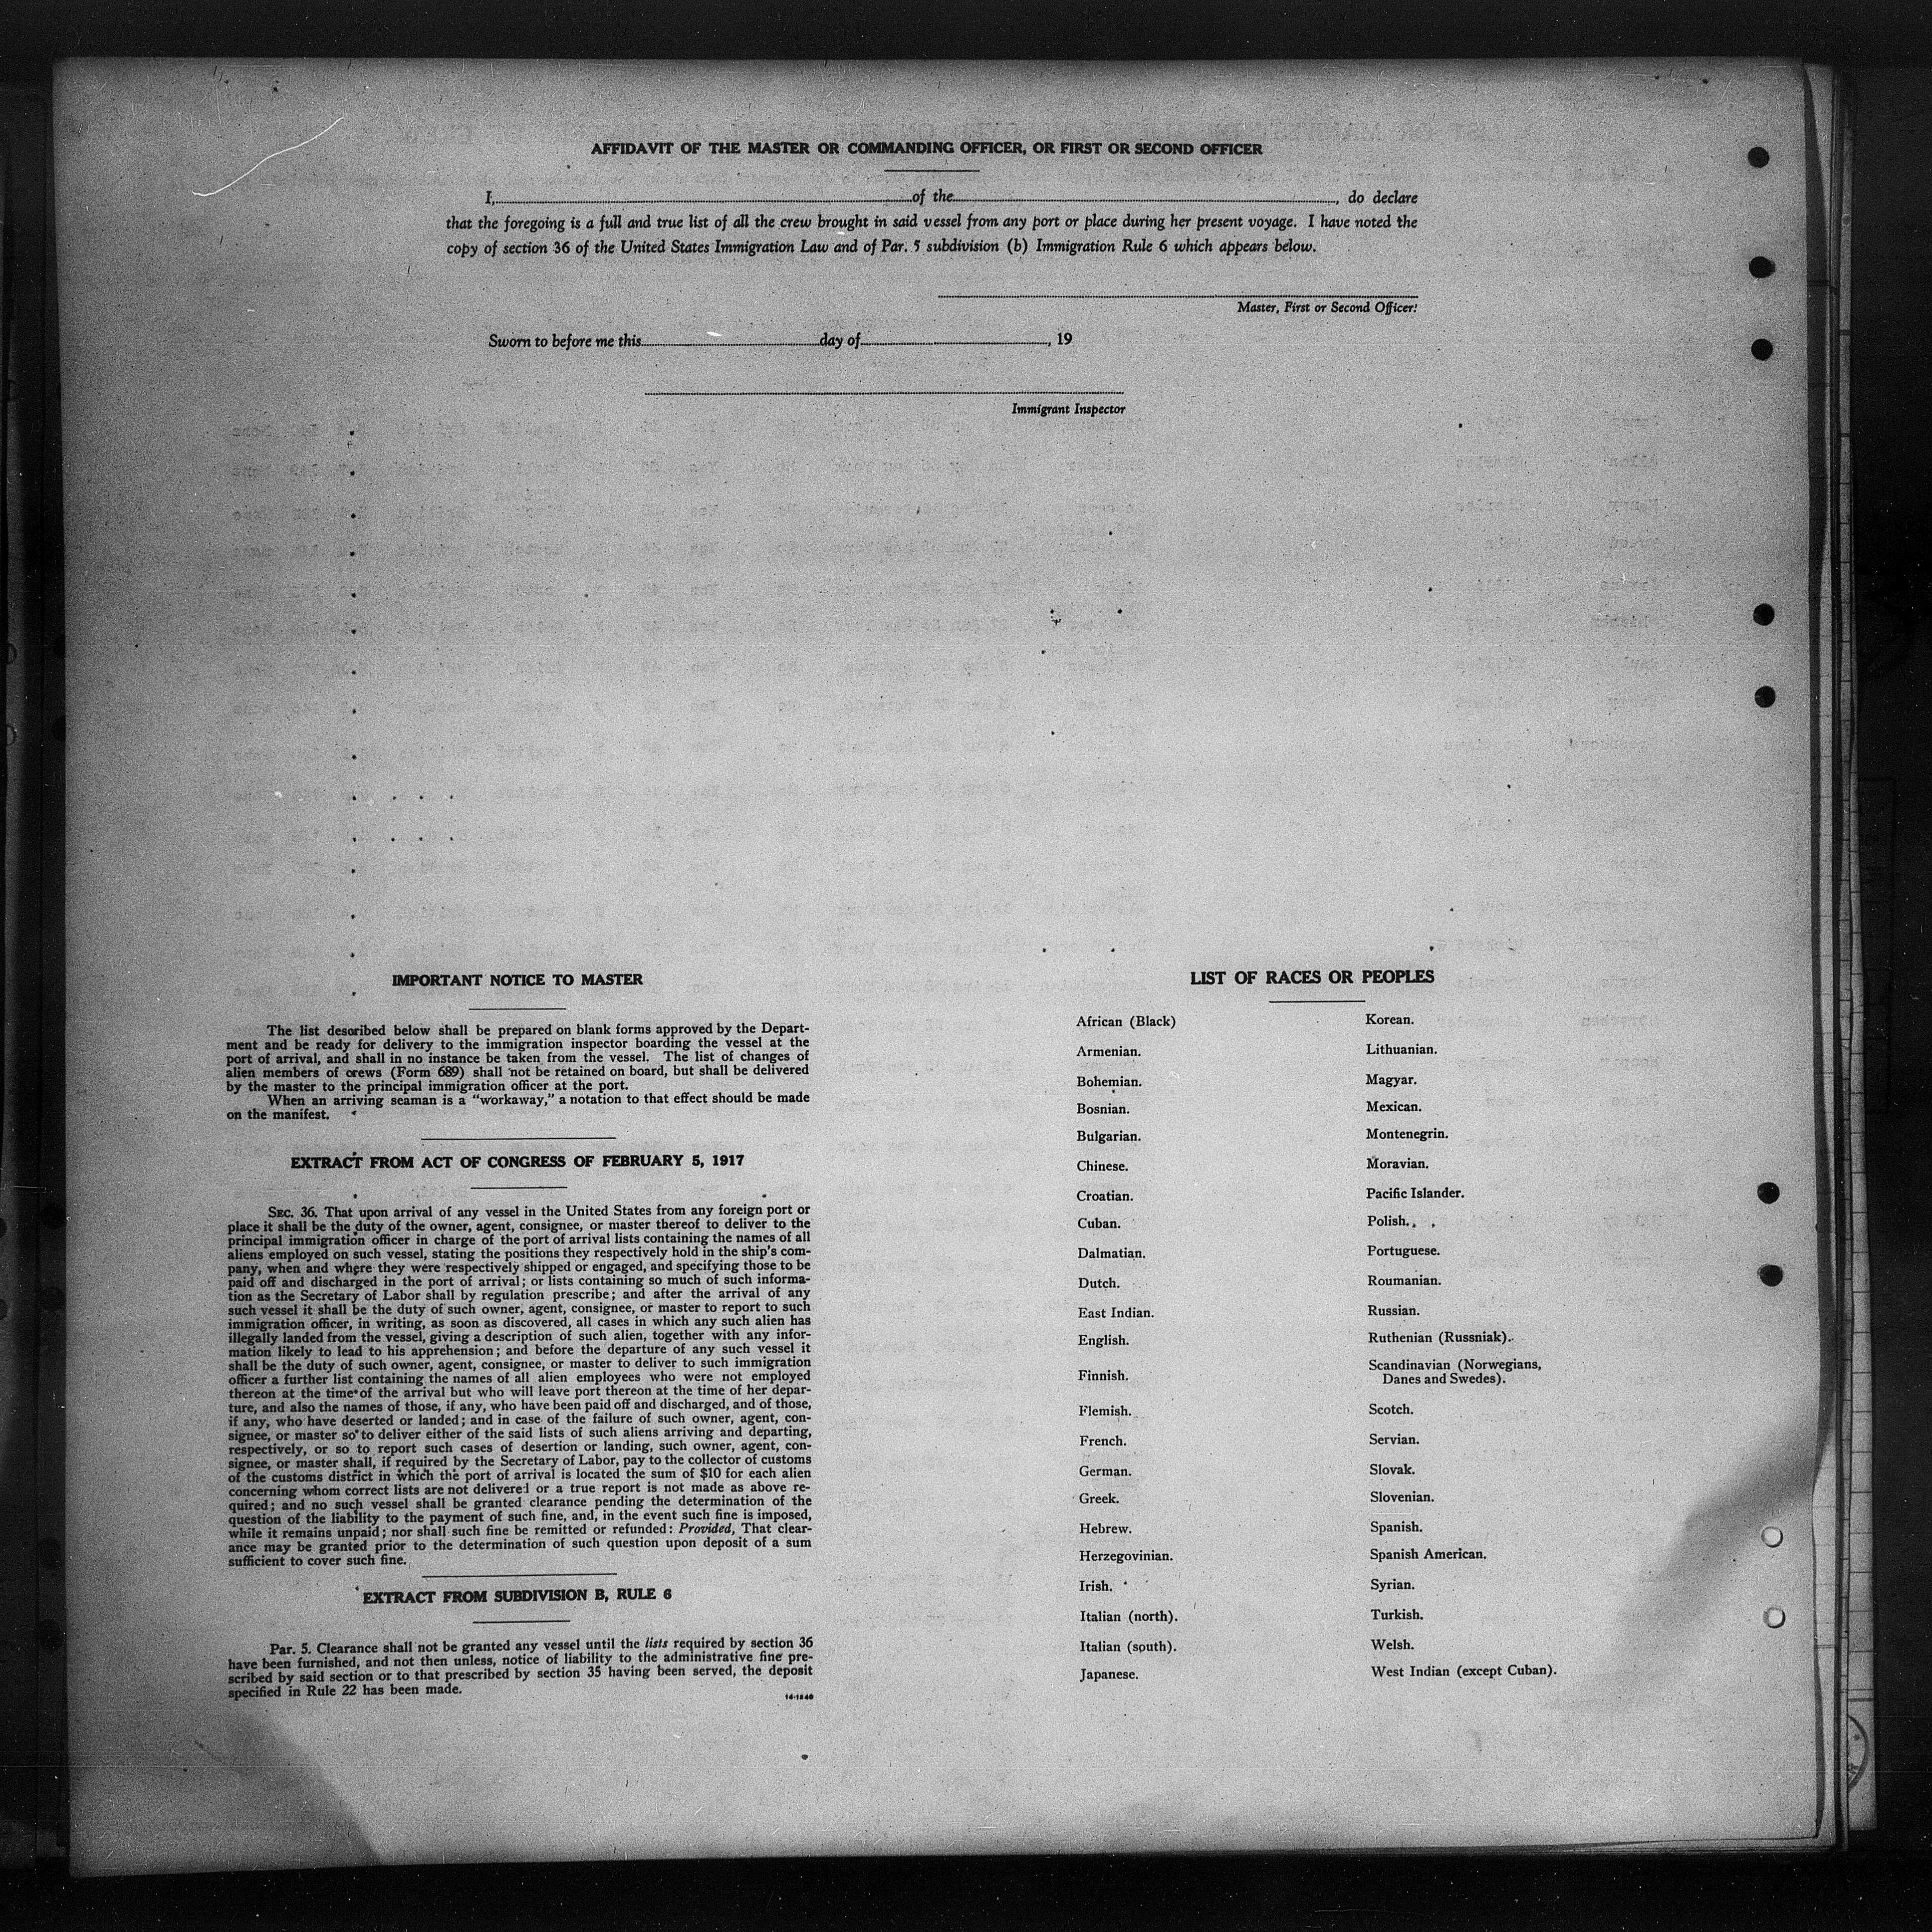 AFFIDAVIT OF THE MASTER OR COMMANDING OFFICER, OR FIRST OR SECOND OFFICER
I, of the , do declare
that the foregoing is a full and true list of all the crew brought in said vessel from any port or place during her present voyage. I have noted the
copy of section 36 of the United States Immigration Law and of Par. 5 subdivision (b) Immigration Rule 6 which appears below.
Master, First or Second Officer.
Sworn to before me this day of , 19
Immigrant Inspector
IMPORTANT NOTICE TO MASTER
The list described below shall be prepared on blank forms approved by the Depart-
ment and be ready for delivery to the immigration inspector boarding the vessel at the
port of arrival, and shall in no instance be taken from the vessel. The list of changes of
alien members of crews (Form 689) shall not be retained on board, but shall be delivered
by the master to the principal immigration officer at the port.
When an arriving seaman is a "workaway," a notation to that effect should be made
on the manifest.
EXTRACT FROM ACT OF CONGRESS OF FEBRUARY 5, 1917
SEC. 36. That upon arrival of any vessel in the United States from any foreign port or
place it shall be the duty of the owner, agent, consignee, or master thereof to deliver to the
principal immigration officer in charge of the port of arrival lists containing the names of all
aliens employed on such vessel, stating the positions they respectively hold in the ship's com-
pany, when and where they were respectively shipped or engaged, and specifying those to be
paid off and discharged in the port of arrival; or lists containing so much of such informa-
tion as the Secretary of Labor shall by regulation prescribe; and after the arrival of any
such vessel it shall be the duty of such owner, agent, consignee, or master to report to such
immigration officer, in writing, as soon as discovered, all cases in which any such alien has
illegally landed from the vessel, giving a description of such alien, together with any infor-
mation likely to lead to his apprehension; and before the departure of any such vessel it
shall be the duty of such owner, agent, consignee, or master to deliver to such immigration
officer a further list containing the names of all alien employees who were not employed
thereon at the time of the arrival but who will leave port thereon at the time of her depar-
ture, and also the names of those, if any, who have been paid off and discharged, and of those,
if any, who have deserted or landed; and in case of the failure of such owner, agent, con-
signee, or master so to deliver either of the said lists of such aliens arriving and departing,
respectively, or so to report such cases of desertion or landing, such owner, agent, con-
signee, or master shall, if required by the Secretary of Labor, pay to the collector of customs
of the customs district in which the port of arrival is located the sum of $10 for each alien
concerning whom correct lists are not delivered or a true report is not made as above re-
quired; and no such vessel shall be granted clearance pending the determination of the
question of the liability to the payment of such fine, and, in the event such fine is imposed,
while it remains unpaid; nor shall such fine be remitted or refunded: Provided, That clear-
ance may be granted prior to the determination of such question upon deposit of a sum
sufficient to cover such fine.
EXTRACT FROM SUBDIVISION B, RULE 6
Par. 5. Clearance shall not be granted any vessel until the lists required by section 36
have been furnished, and not then unless, notice of liability to the administrative fine pre-
scribed by said section or to that prescribed by section 35 having been served, the deposit
specified in Rule 22 has been made.
14-1240
LIST OF RACES OR PEOPLES
African (Black)
Armenian.
Bohemian.
Bosnian.
Bulgarian.
Chinese.
Croatian.
Cuban.
Dalmatian.
Dutch.
East Indian.
English.
Finnish.
Flemish.
French.
German.
Greek.
Hebrew.
Herzegovinian.
Irish.
Italian (north).
Italian (south).
Japanese.
Korean.
Lithuanian.
Magyar.
Mexican.
Montenegrin.
Moravian.
Pacific Islander.
Polish.
Portuguese.
Roumanian.
Russian.
Ruthenian (Russniak).
Scandinavian (Norwegians,
Danes and Swedes).
Scotch.
Servian.
Slovak.
Slovenian.
Spanish.
Spanish American.
Syrian.
Turkish.
Welsh.
West Indian (except Cuban).